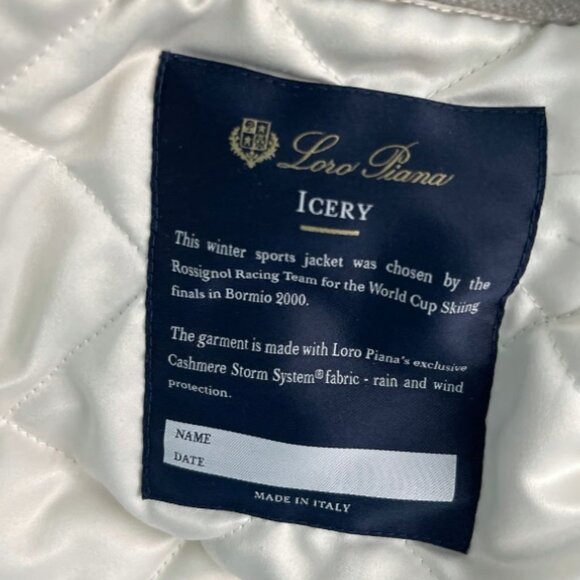 Loro Piana
ICERY
This winter sports jacket was chosen by the
Rossignol Racing Team for the World Cup Skiing
finals in Bormio 2000.
The garment is made with Loro Piana's exclusive
Cashmere Storm System® fabric - rain and wind
protection.
NAME
DATE
MADE IN ITALY